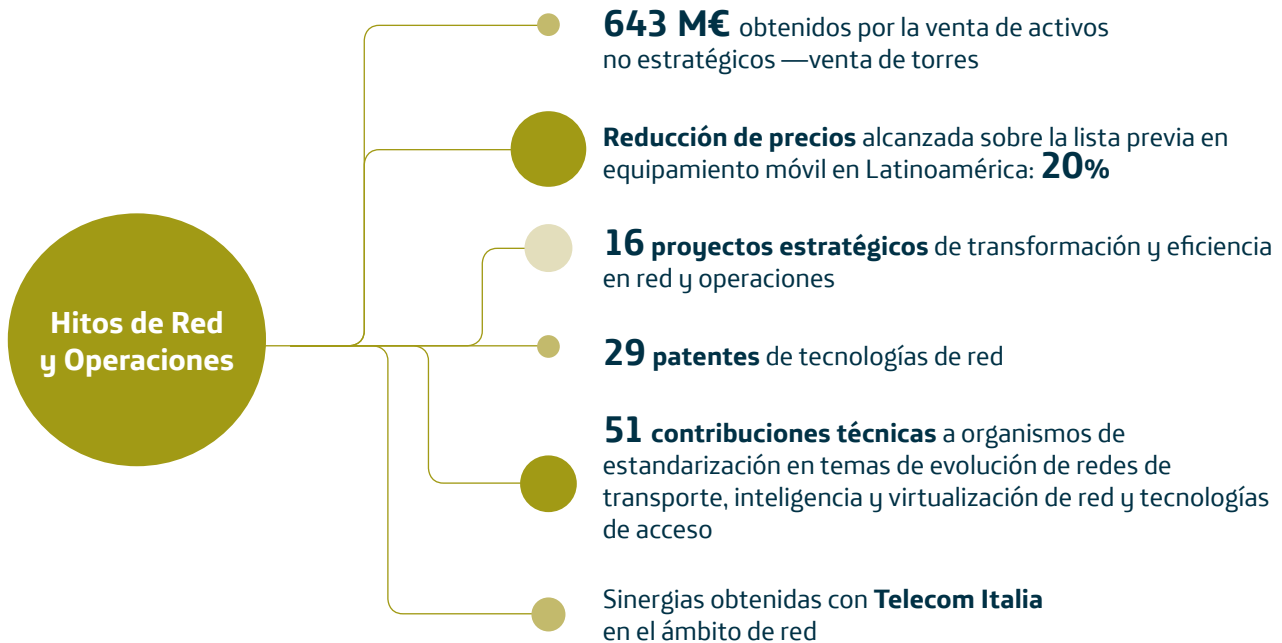 643 M€ obtenidos por la venta de activos
no estratégicos —venta de torres
Reducción de precios alcanzada sobre la lista previa en
equipamiento móvil en Latinoamérica: 20%
16 proyectos estratégicos de transformación y eficiencia
en red y operaciones
Hitos de Red
y Operaciones
29 patentes de tecnologías de red
51 contribuciones técnicas a organismos de
estandarización en temas de evolución de redes de
transporte, inteligencia y virtualización de red y tecnologías
de acceso
Sinergias obtenidas con Telecom Italia
en el ámbito de red